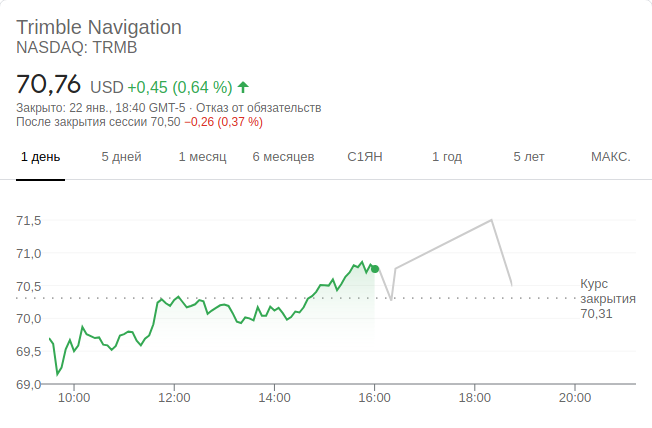 Trimble Navigation
NASDAQ: TRMB
70,76 USD +0,45 (0,64 %)
Закрыто: 22 янв., 18:40 GMT-5 · Отказ от обязательств
После закрытия сессии 70,50 −0,26 (0,37 %)
1 день 5 дней 1 месяц 6 месяцев С1ЯН 1 год 5 лет МАКС.
71,5
71,0
70,5
70,0
69,5
69,0
Курс
закрытия
70,31
10:00 12:00 14:00 16:00 18:00 20:00